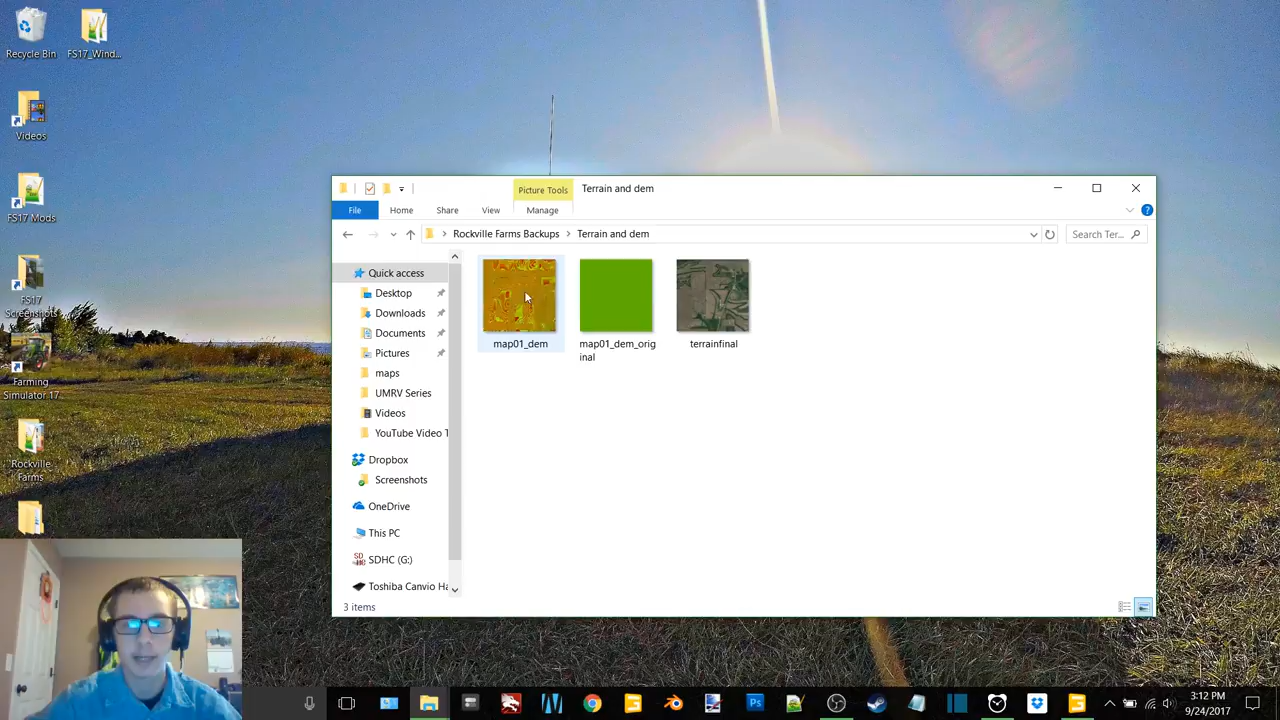 Recycle Bin
FS17_Wind...
Videos
FS17 Mods
FS17
Screenshots
Farming
Simulator 17
Rockville
Farms
Picture Tools
Terrain and dem
File
Home
Share
View
Manage
Rockville Farms Backups > Terrain and dem
Search Ter...
Quick access
Desktop
Downloads
Documents
Pictures
maps
UMRV Series
Videos
YouTube Video T
Dropbox
Screenshots
OneDrive
This PC
SDHC (G:)
Toshiba Canvio Ha
map01_dem
map01_dem_orig
inal
terrainfinal
3 items
Ps
3:12 PM
9/24/2017